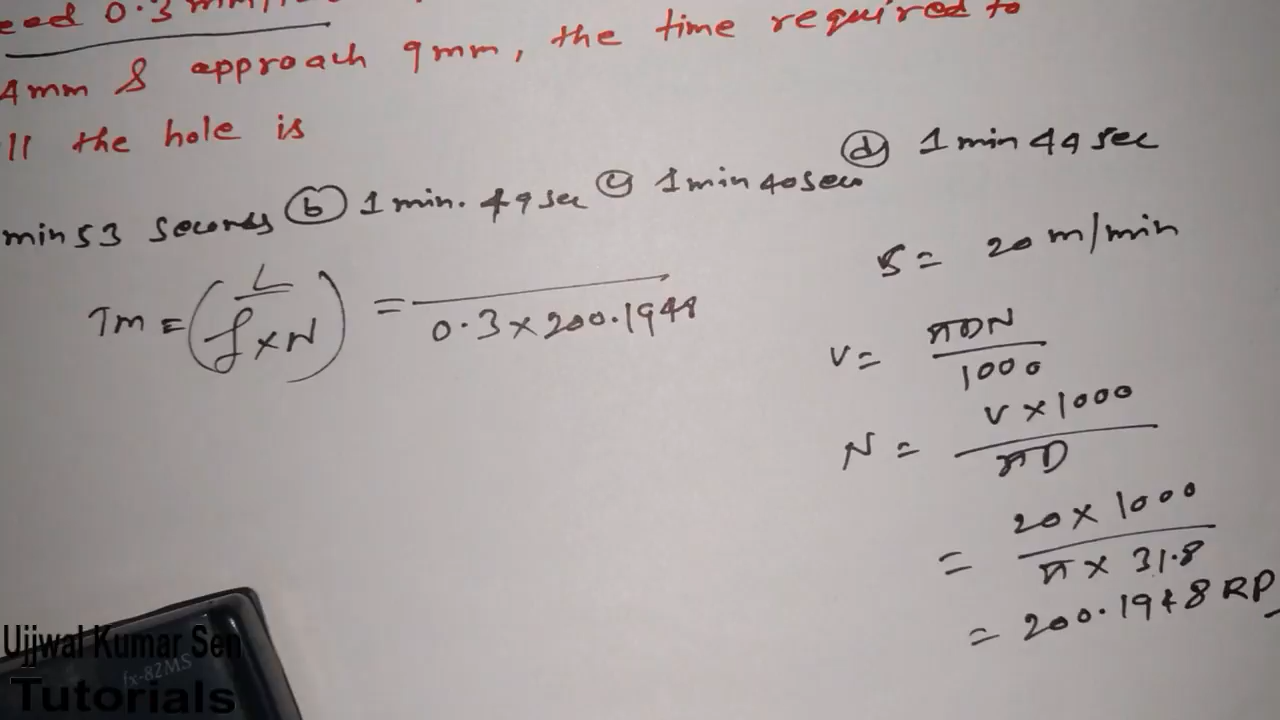 eed 0.3 mm/
4mm & approach 9mm, the time required to
ll the hole is
min 53 seconds (b) 1 min. 49 sec (c) 1 min 40 sec (d) 1 min 44 sec
S = 20 m/min
Tm = (L / f×N) = / 0.3 × 200.1948
V = πDN / 1000
N = V × 1000 / πD
= 20 × 1000 / π × 31.8
= 200.1948 RP
fx-82MS
Ujjwal Kumar Sen
Tutorials